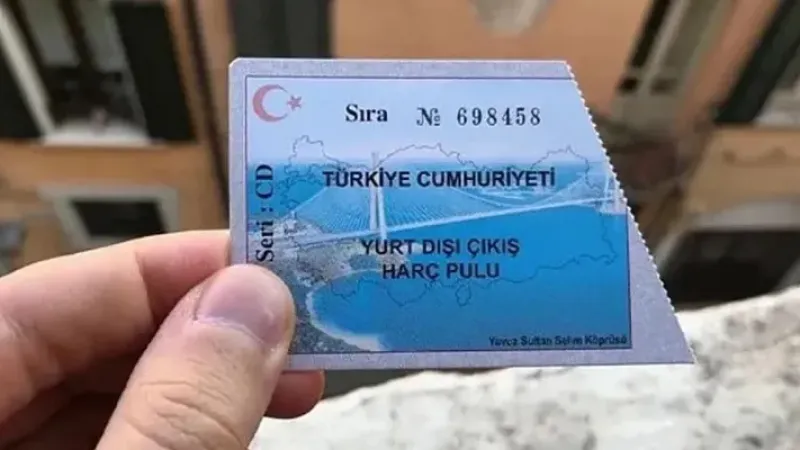 Sıra № 698458
Seri : CD
TÜRKİYE CUMHURİYETİ
YURT DIŞI ÇIKIŞ
HARÇ PULU
Yavuz Sultan Selim Köprüsü